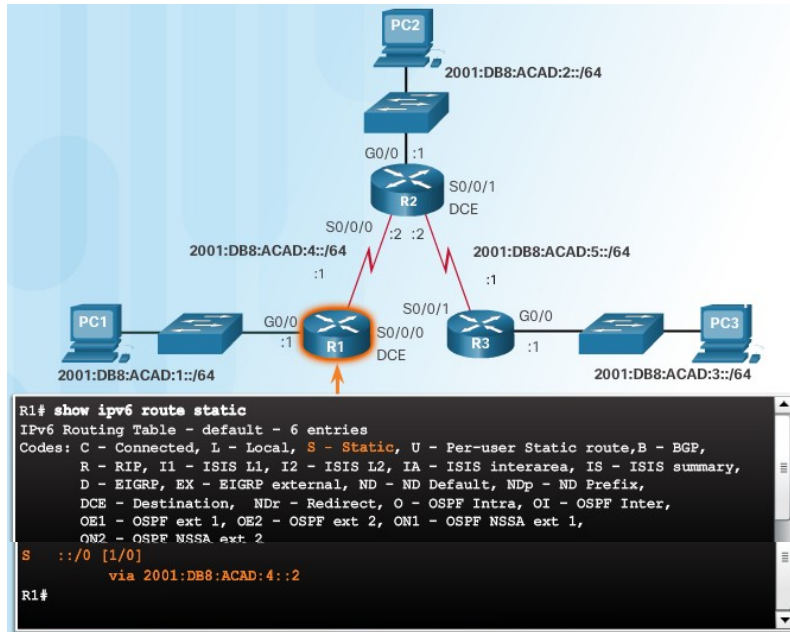 PC2
2001:DB8:ACAD:2::/64
G0/0 :1
S0/0/1
R2
DCE
S0/0/0 :2 :2
2001:DB8:ACAD:4::/64 2001:DB8:ACAD:5::/64
:1 :1
PC1 G0/0 S0/0/0 S0/0/1 G0/0 PC3
:1 R1 DCE R3 :1
2001:DB8:ACAD:1::/64 2001:DB8:ACAD:3::/64
R1# show ipv6 route static
IPv6 Routing Table - default - 6 entries
Codes: C - Connected, L - Local, S - Static, U - Per-user Static route,B - BGP,
R - RIP, I1 - ISIS L1, I2 - ISIS L2, IA - ISIS interarea, IS - ISIS summary,
D - EIGRP, EX - EIGRP external, ND - ND Default, NDp - ND Prefix,
DCE - Destination, NDr - Redirect, O - OSPF Intra, OI - OSPF Inter,
OE1 - OSPF ext 1, OE2 - OSPF ext 2, ON1 - OSPF NSSA ext 1,
ON2 - OSPF NSSA ext 2
S ::/0 [1/0]
via 2001:DB8:ACAD:4::2
R1#